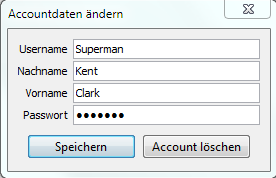 Accountdaten ändern
Username Superman
Nachname Kent
Vorname Clark
Passwort ●●●●●●●
Speichern Account löschen